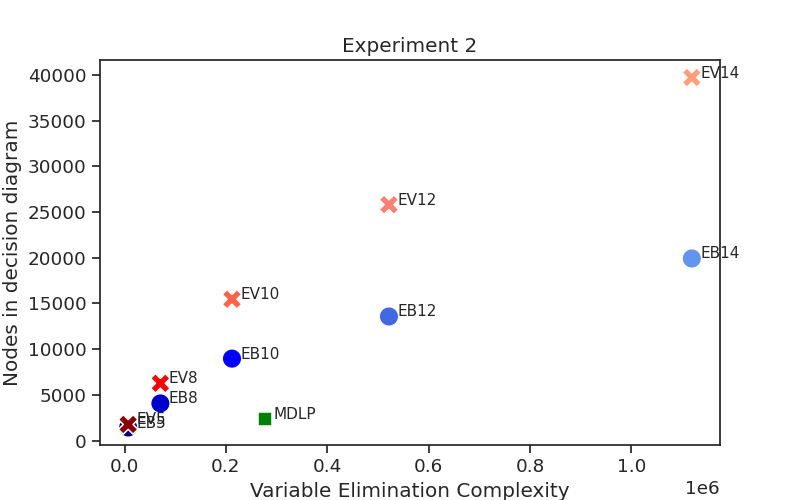 Experiment 2
40000
35000
30000
25000
20000
15000
10000
5000
0
Nodes in decision diagram
EV14
EV12
EB14
EV10
EB12
EB10
EV8
EB8
MDLP
EV5
EB5
0.0 0.2 0.4 0.6 0.8 1.0
1e6
Variable Elimination Complexity